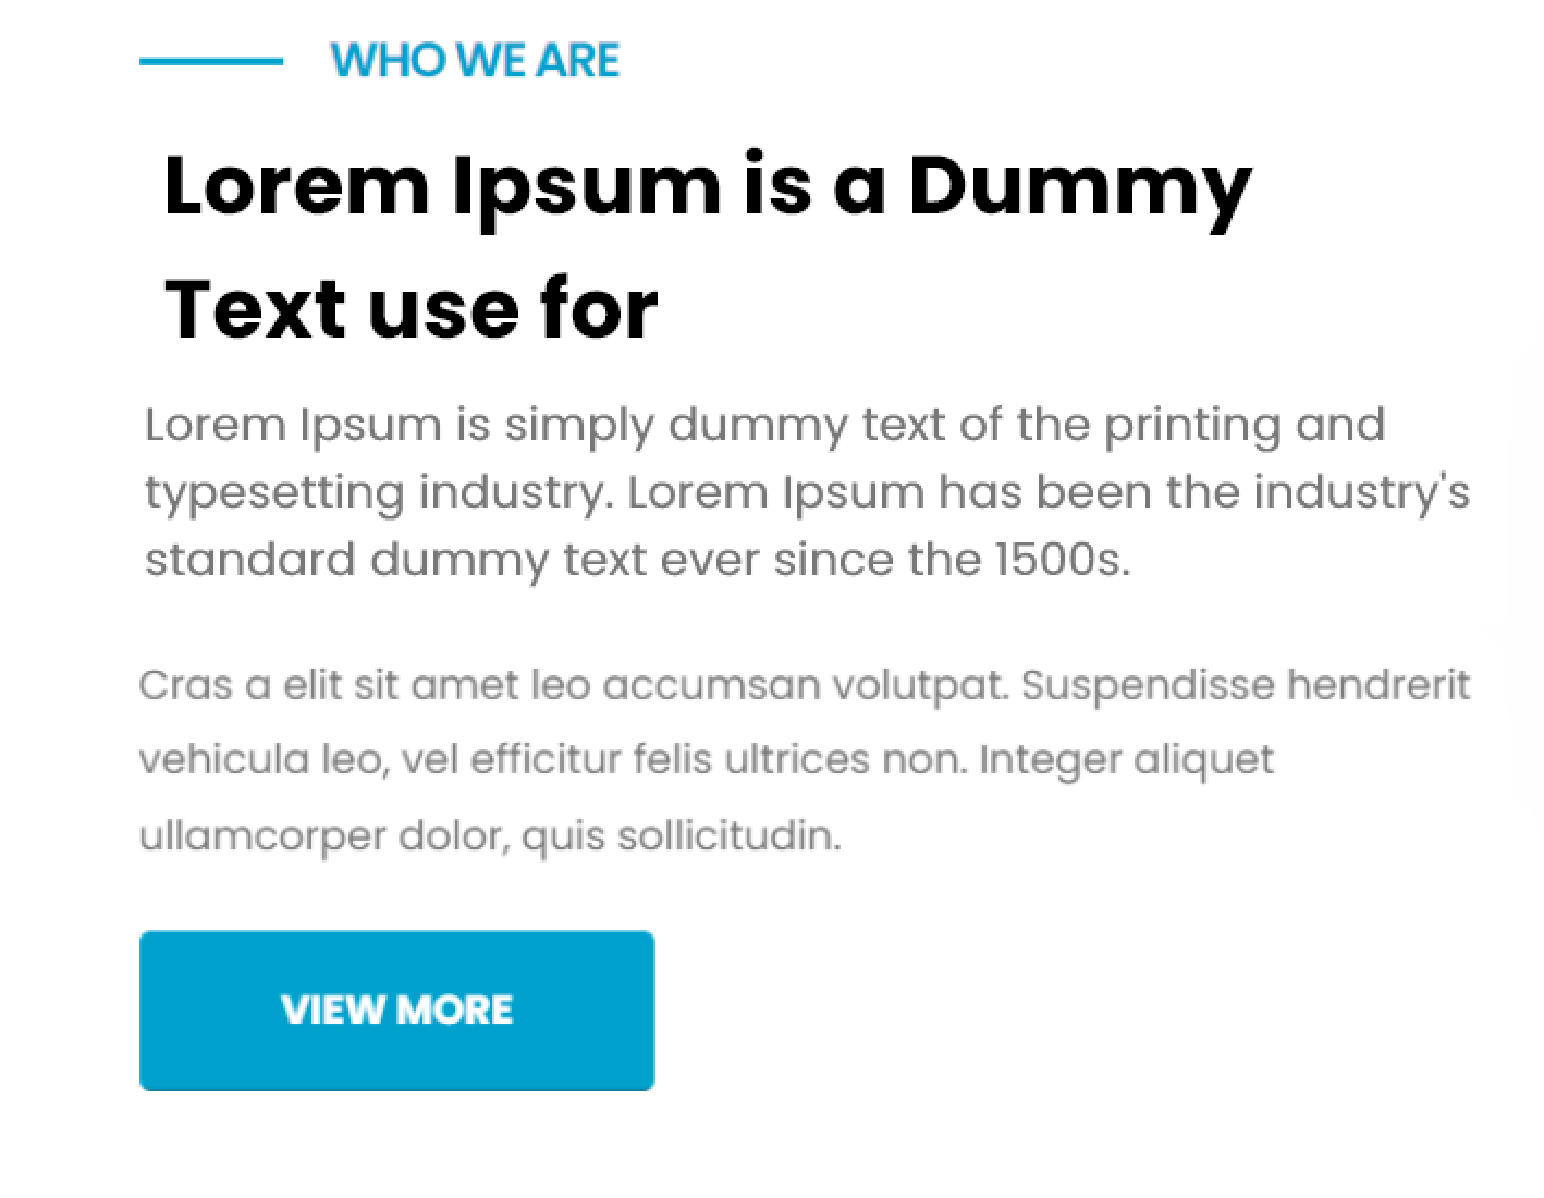 WHO WE ARE
Lorem Ipsum is a Dummy
Text use for
Lorem Ipsum is simply dummy text of the printing and
typesetting industry. Lorem Ipsum has been the industry's
standard dummy text ever since the 1500s.
Cras a elit sit amet leo accumsan volutpat. Suspendisse hendrerit
vehicula leo, vel efficitur felis ultrices non. Integer aliquet
ullamcorper dolor, quis sollicitudin.
VIEW MORE